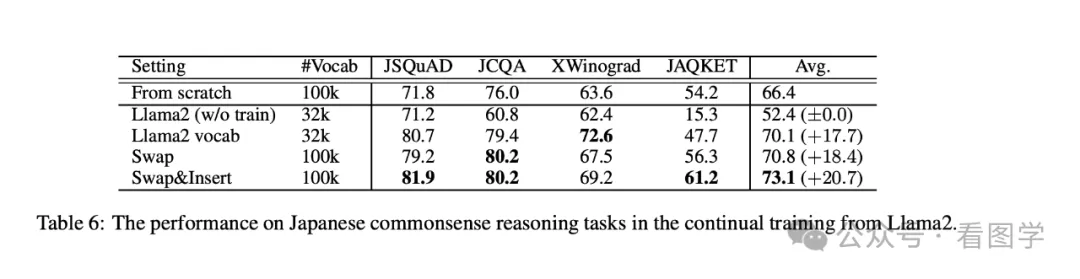 Setting #Vocab JSQuAD JCQA XWinograd JAQKET Avg.
From scratch 100k 71.8 76.0 63.6 54.2 66.4
Llama2 (w/o train) 32k 71.2 60.8 62.4 15.3 52.4 (±0.0)
Llama2 vocab 32k 80.7 79.4 72.6 47.7 70.1 (+17.7)
Swap 100k 79.2 80.2 67.5 56.3 70.8 (+18.4)
Swap&Insert 100k 81.9 80.2 69.2 61.2 73.1 (+20.7)
Table 6: The performance on Japanese commonsense reasoning tasks in the continual training from Llama2.
公众号 · 看图学